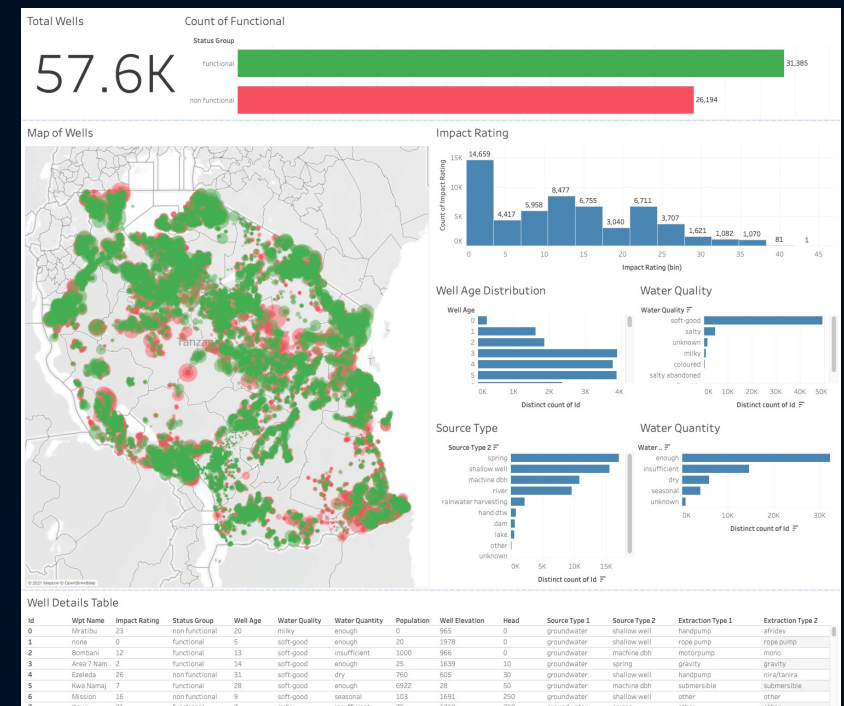 Total Wells
Count of Functional
Status Group
57.6K
functional
31,385
non functional
26,194
Map of Wells
Tanzan
© 2021 Mapbox © OpenStreetMap
Impact Rating
Count of Impact Rating
15K
10K
5K
0K
14,659
4,417
5,958
8,477
6,755
3,040
6,711
3,707
1,621
1,082
1,070
81
1
0 5 10 15 20 25 30 35 40 45
Impact Rating (bin)
Well Age Distribution
Well Age
0
1
2
3
4
5
0K 1K 2K 3K 4K
Distinct count of Id
Water Quality
Water Quality
soft-good
salty
unknown
milky
coloured
salty abandoned
0K 10K 20K 30K 40K 50K
Distinct count of Id
Source Type
Source Type 2
spring
shallow well
machine dbh
river
rainwater harvesting
hand dtw
dam
lake
other
unknown
0K 5K 10K 15K
Distinct count of Id
Water Quantity
Water ..
enough
insufficient
dry
seasonal
unknown
0K 10K 20K 30K
Distinct count of Id
Well Details Table
Id Wpt Name Impact Rating Status Group Well Age Water Quality Water Quantity Population Well Elevation Head Source Type 1 Source Type 2 Extraction Type 1 Extraction Type 2
0 Mratibu 23 non functional 20 milky enough 0 965 0 groundwater shallow well handpump afridev
1 none 0 functional 5 soft-good enough 20 1978 0 groundwater shallow well rope pump rope pump
2 Bombani 12 functional 13 soft-good insufficient 1000 966 0 groundwater machine dbh motorpump mono
3 Area 7 Nam.. 2 functional 14 soft-good enough 25 1639 10 groundwater spring gravity gravity
4 Ezeleda 26 non functional 31 soft-good dry 760 605 30 groundwater shallow well handpump nira/tanira
5 Kwa Namaj 7 functional 28 soft-good enough 6922 28 50 groundwater machine dbh submersible submersible
6 Mission 16 non functional 9 soft-good seasonal 103 1691 250 groundwater shallow well other other